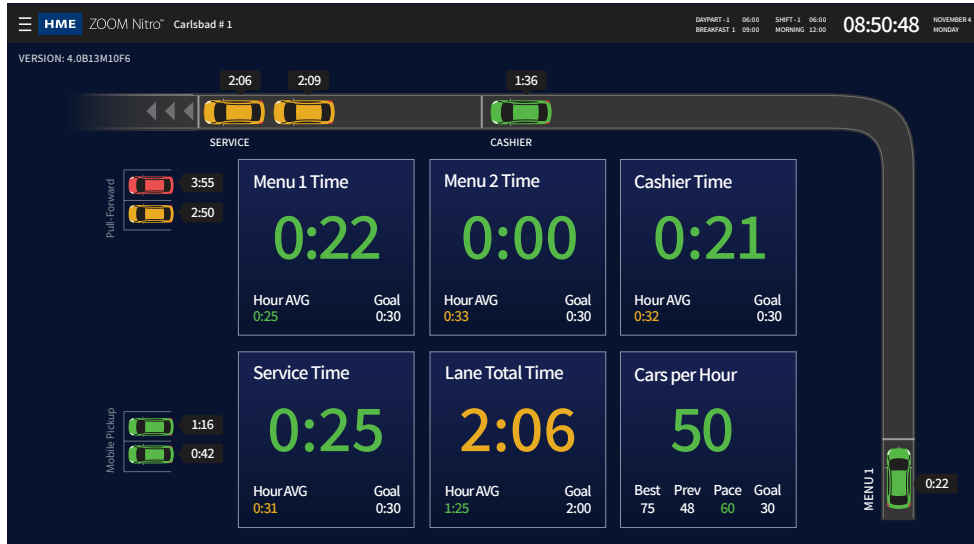 HME ZOOM Nitro™ Carlsbad # 1
DAYPART - 1 06:00 SHIFT - 1 06:00
BREAKFAST 1 09:00 MORNING 12:00
08:50:48
NOVEMBER 4
MONDAY
VERSION: 4.0B13M10F6
2:06 2:09 1:36
SERVICE CASHIER
Pull-Forward
3:55
2:50
Menu 1 Time
0:22
Hour AVG Goal
0:25 0:30
Menu 2 Time
0:00
Hour AVG Goal
0:33 0:30
Cashier Time
0:21
Hour AVG Goal
0:32 0:30
Mobile Pickup
1:16
0:42
Service Time
0:25
Hour AVG Goal
0:31 0:30
Lane Total Time
2:06
Hour AVG Goal
1:25 2:00
Cars per Hour
50
Best Prev Pace Goal
75 48 60 30
MENU 1
0:22